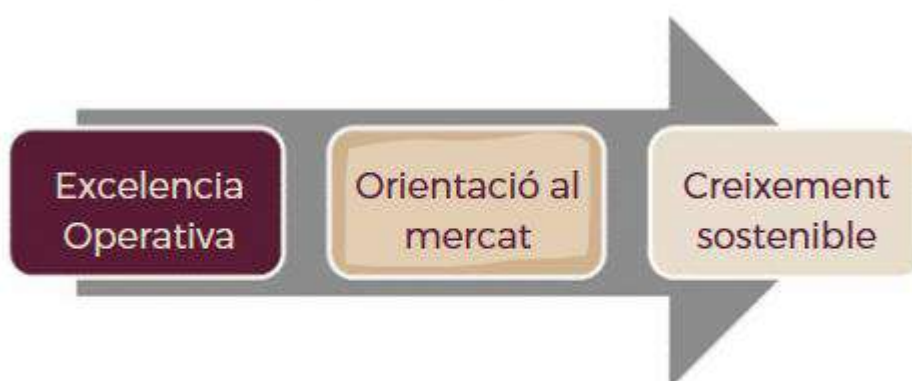 Excelencia
Operativa
Orientació al
mercat
Creixement
sostenible